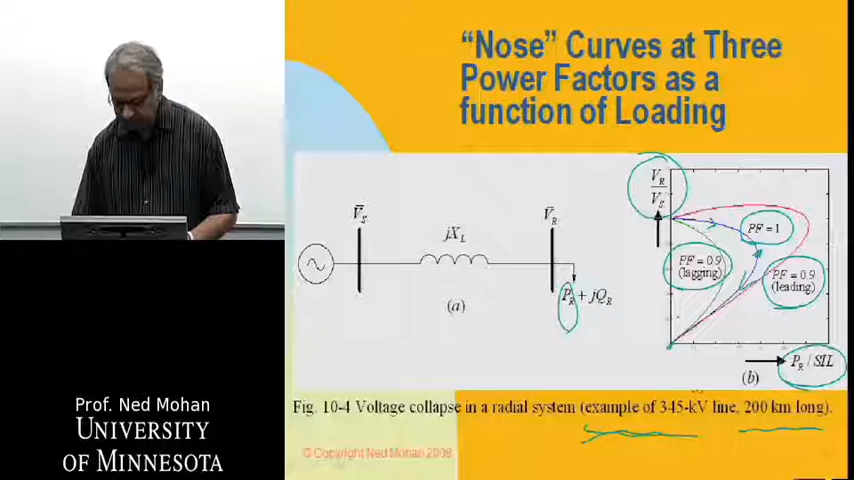 “Nose” Curves at Three
Power Factors as a
function of Loading
V̅S
V̅R
jXL
PR + jQR
(a)
VR
VS
PF = 1
PF = 0.9
(lagging)
PF = 0.9
(leading)
PR / SIL
(b)
Fig. 10-4 Voltage collapse in a radial system (example of 345-kV line, 200 km long).
Prof. Ned Mohan
UNIVERSITY
OF MINNESOTA
© Copyright Ned Mohan 2008